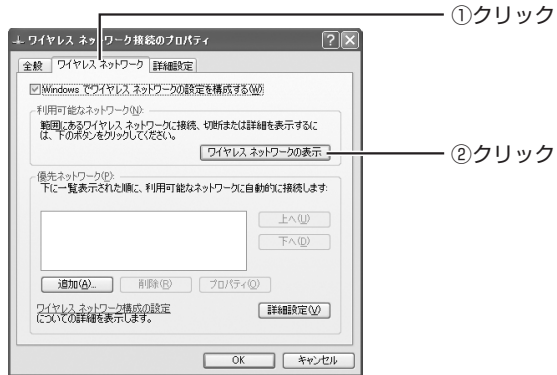 ①クリック
ワイヤレス ネットワーク接続のプロパティ
全般 ワイヤレス ネットワーク 詳細設定
Windows でワイヤレス ネットワークの設定を構成する(W)
利用可能なネットワーク(N):
範囲にあるワイヤレス ネットワークに接続、切断または詳細を表示するに
は、下のボタンをクリックしてください。
ワイヤレス ネットワークの表示
②クリック
優先ネットワーク(P):
下に一覧表示された順に、利用可能なネットワークに自動的に接続します:
上へ(U)
下へ(D)
追加(A)... 削除(R) プロパティ(O)
ワイヤレス ネットワーク構成の設定
についての詳細を表示します。
詳細設定(V)
OK キャンセル